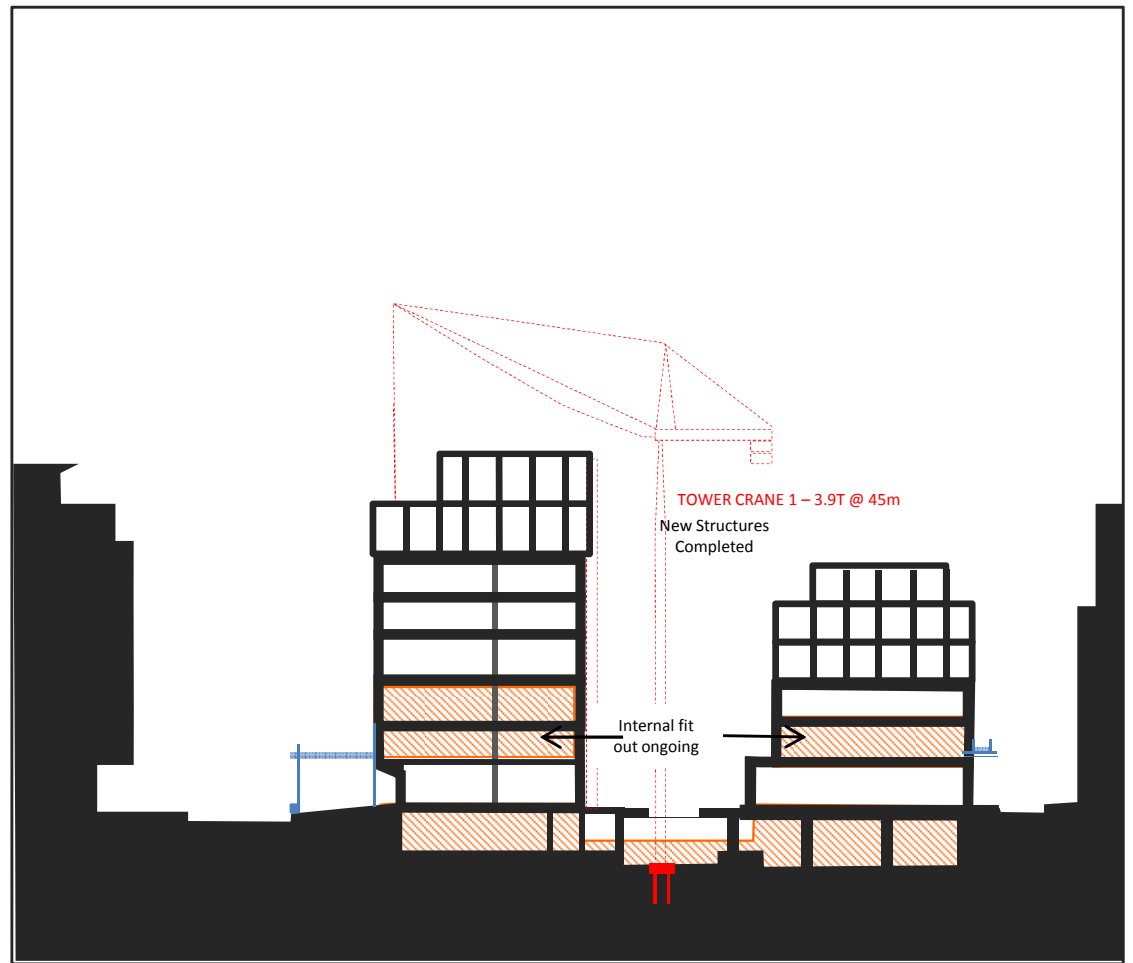 TOWER CRANE 1 – 3.9T @ 45m
New Structures
Completed
Internal fit
out ongoing